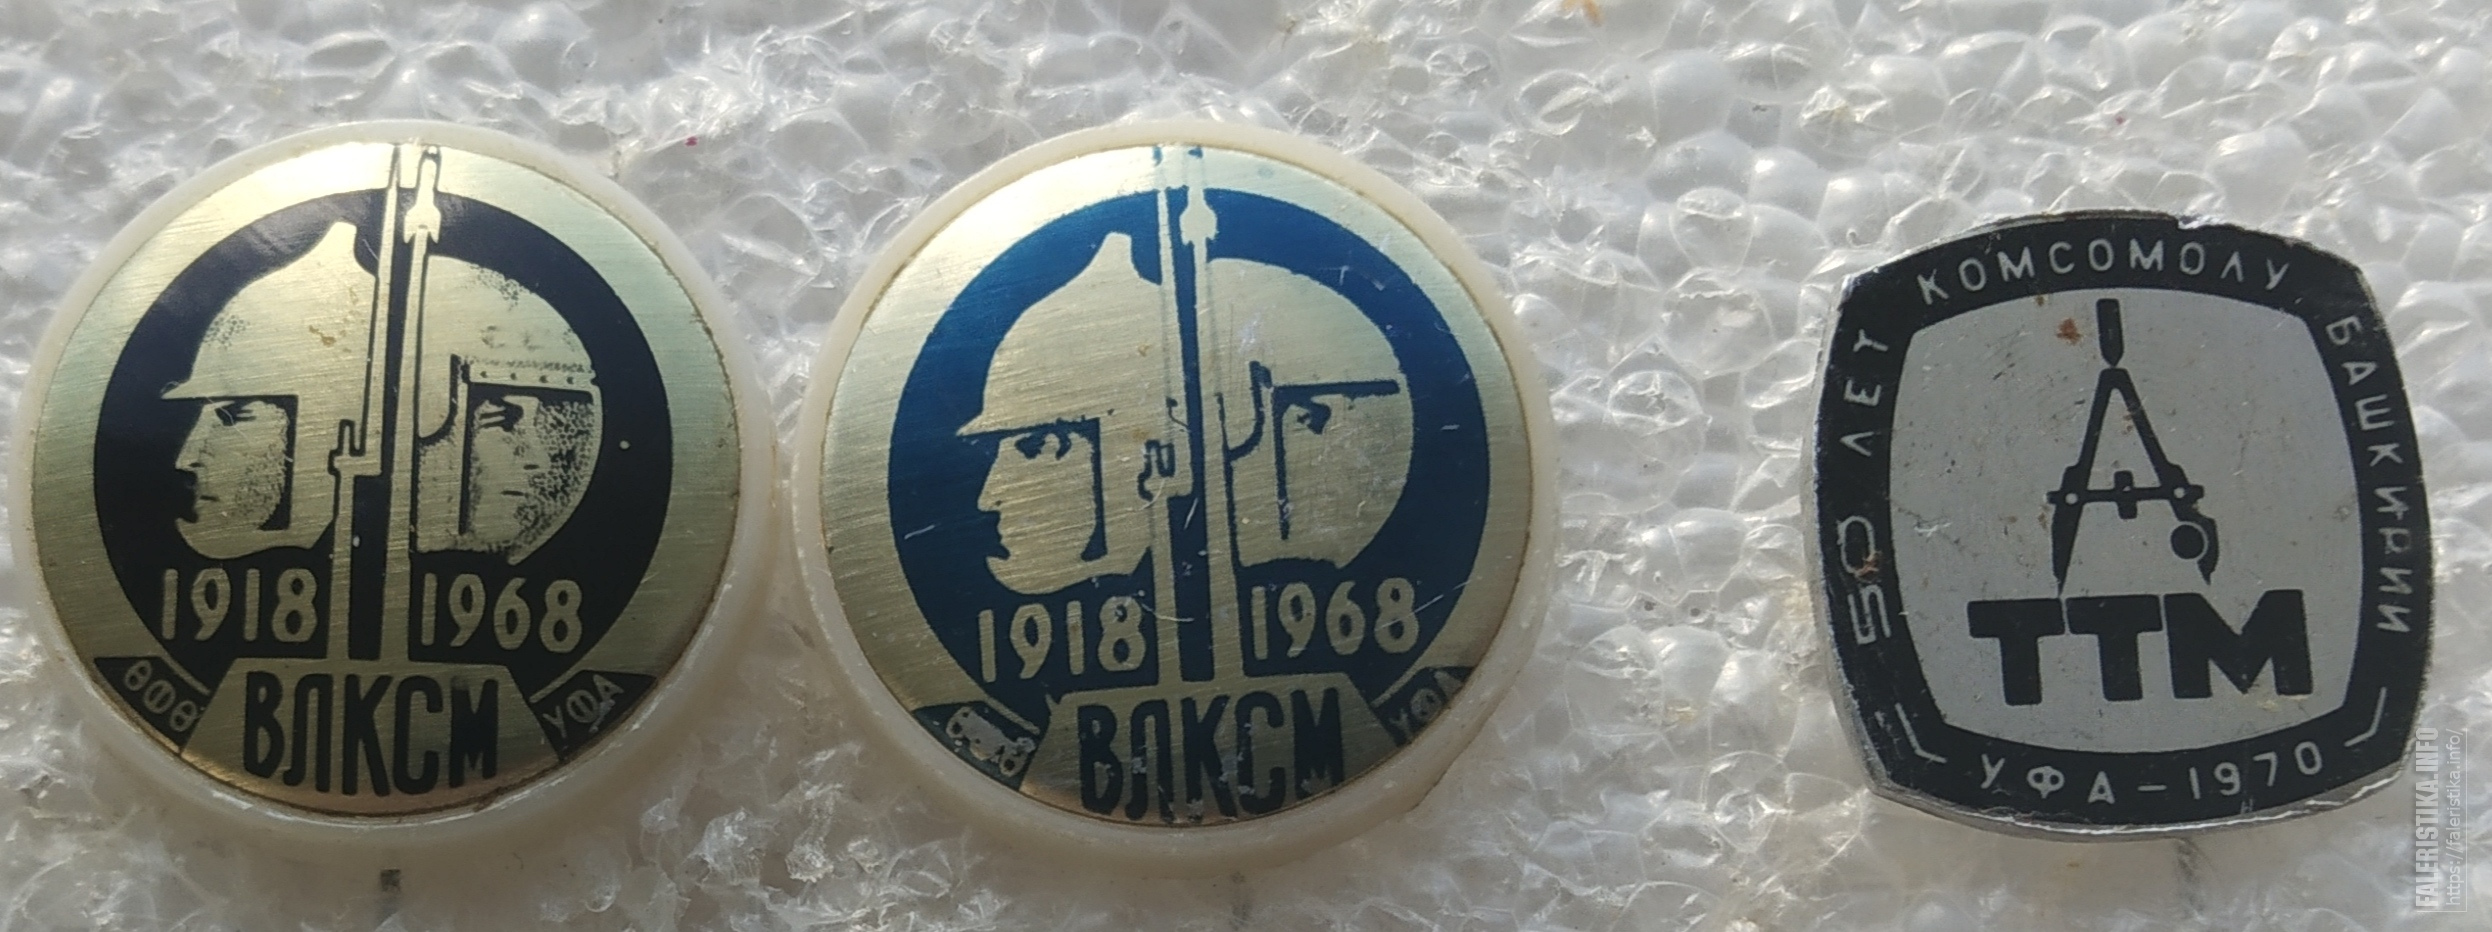 1918 1968
ӨФӨ ВЛКСМ УФА
1918 1968
ВЛКСМ УФА
50 ЛЕТ КОМСОМОЛУ БАШКИРИИ
ТТМ
УФА – 1970
FALERISTIKA.INFO
https://faleristika.info/